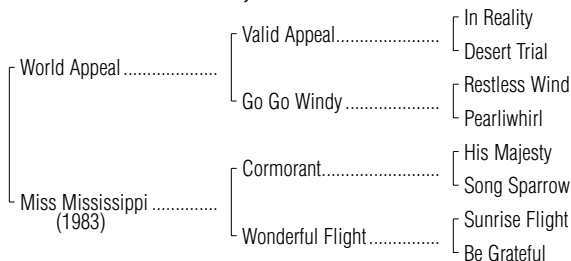 In Reality
Valid Appeal
Desert Trial
World Appeal
Restless Wind
Go Go Windy
Pearliwhirl
His Majesty
Cormorant
Song Sparrow
Miss Mississippi
(1983)
Sunrise Flight
Wonderful Flight
Be Grateful